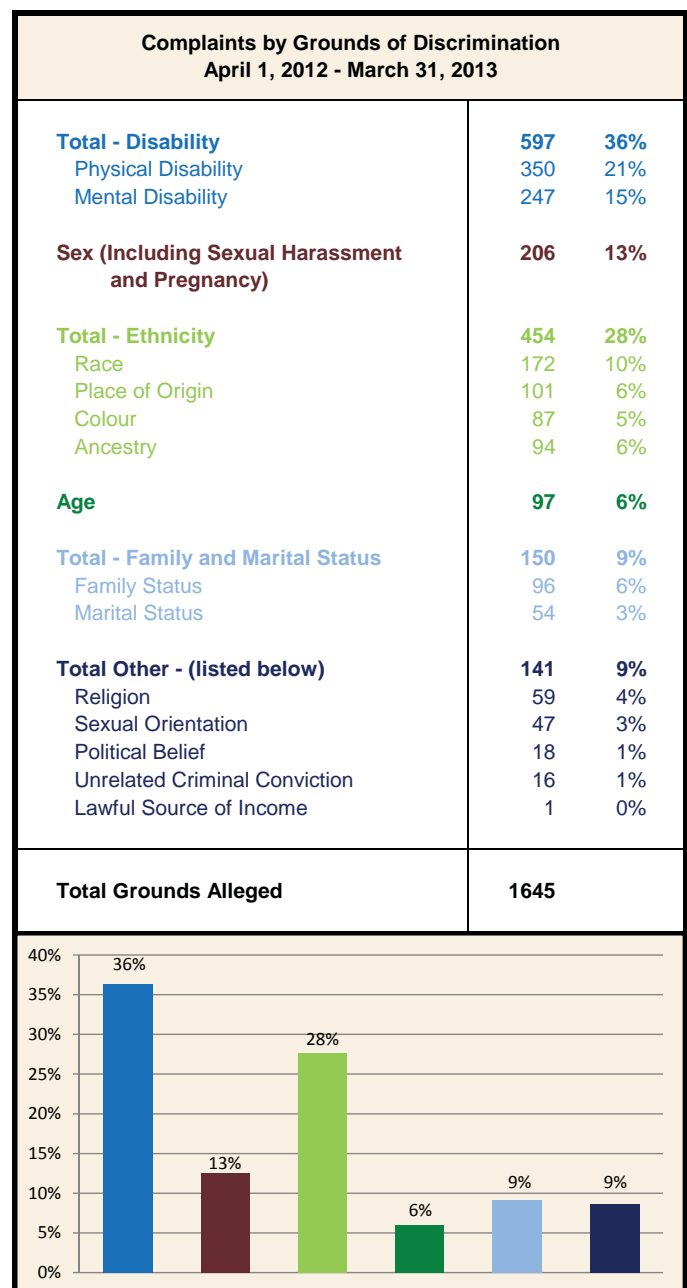 Complaints by Grounds of Discrimination
April 1, 2012 - March 31, 2013
Total - Disability 597 36%
Physical Disability 350 21%
Mental Disability 247 15%
Sex (Including Sexual Harassment 206 13%
and Pregnancy)
Total - Ethnicity 454 28%
Race 172 10%
Place of Origin 101 6%
Colour 87 5%
Ancestry 94 6%
Age 97 6%
Total - Family and Marital Status 150 9%
Family Status 96 6%
Marital Status 54 3%
Total Other - (listed below) 141 9%
Religion 59 4%
Sexual Orientation 47 3%
Political Belief 18 1%
Unrelated Criminal Conviction 16 1%
Lawful Source of Income 1 0%
Total Grounds Alleged 1645
40%
36%
35%
30%
28%
25%
20%
15%
13%
10%
9% 9%
6%
5%
0%